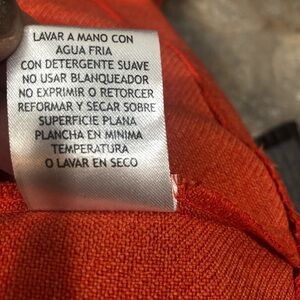 LAVAR A MANO CON
AGUA FRIA
CON DETERGENTE SUAVE
NO USAR BLANQUEADOR
NO EXPRIMIR O RETORCER
REFORMAR Y SECAR SOBRE
SUPERFICIE PLANA
PLANCHA EN MINIMA
TEMPERATURA
O LAVAR EN SECO